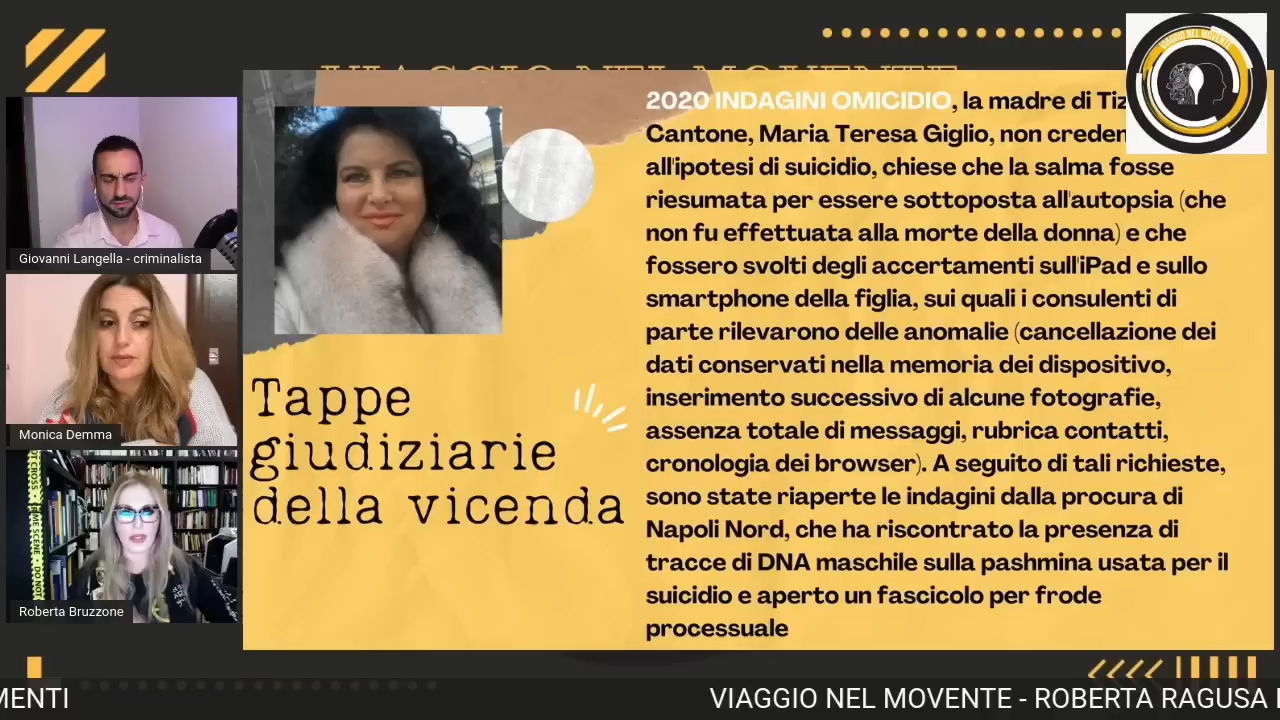 VIAGGIO NEL MOVENTE
VIAGGIO NEL MOVENTE
2020 INDAGINI OMICIDIO, la madre di Tiz
Cantone, Maria Teresa Giglio, non creden
all'ipotesi di suicidio, chiese che la salma fosse
riesumata per essere sottoposta all'autopsia (che
non fu effettuata alla morte della donna) e che
fossero svolti degli accertamenti sull'iPad e sullo
smartphone della figlia, sui quali i consulenti di
parte rilevarono delle anomalie (cancellazione dei
dati conservati nella memoria dei dispositivo,
inserimento successivo di alcune fotografie,
assenza totale di messaggi, rubrica contatti,
cronologia dei browser). A seguito di tali richieste,
sono state riaperte le indagini dalla procura di
Napoli Nord, che ha riscontrato la presenza di
tracce di DNA maschile sulla pashmina usata per il
suicidio e aperto un fascicolo per frode
processuale
Tappe
giudiziarie
della vicenda
Giovanni Langella - criminalista
Monica Demma
Roberta Bruzzone
MENTI
VIAGGIO NEL MOVENTE - ROBERTA RAGUSA